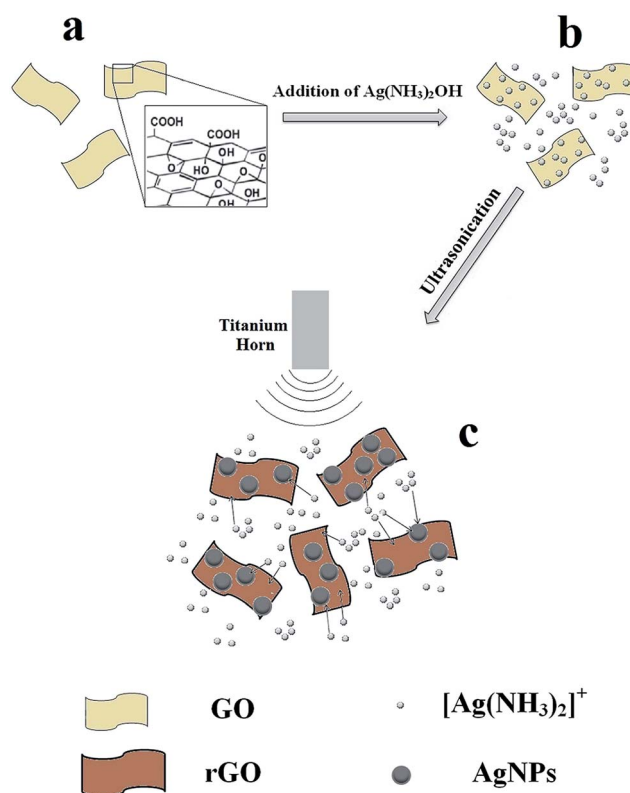 a
b
Addition of Ag(NH₃)₂OH
COOH
COOH
OH
O
O
HO
OH
O
O
O
OH
OH
Ultrasonication
Titanium
Horn
c
GO
[Ag(NH₃)₂]⁺
rGO
AgNPs